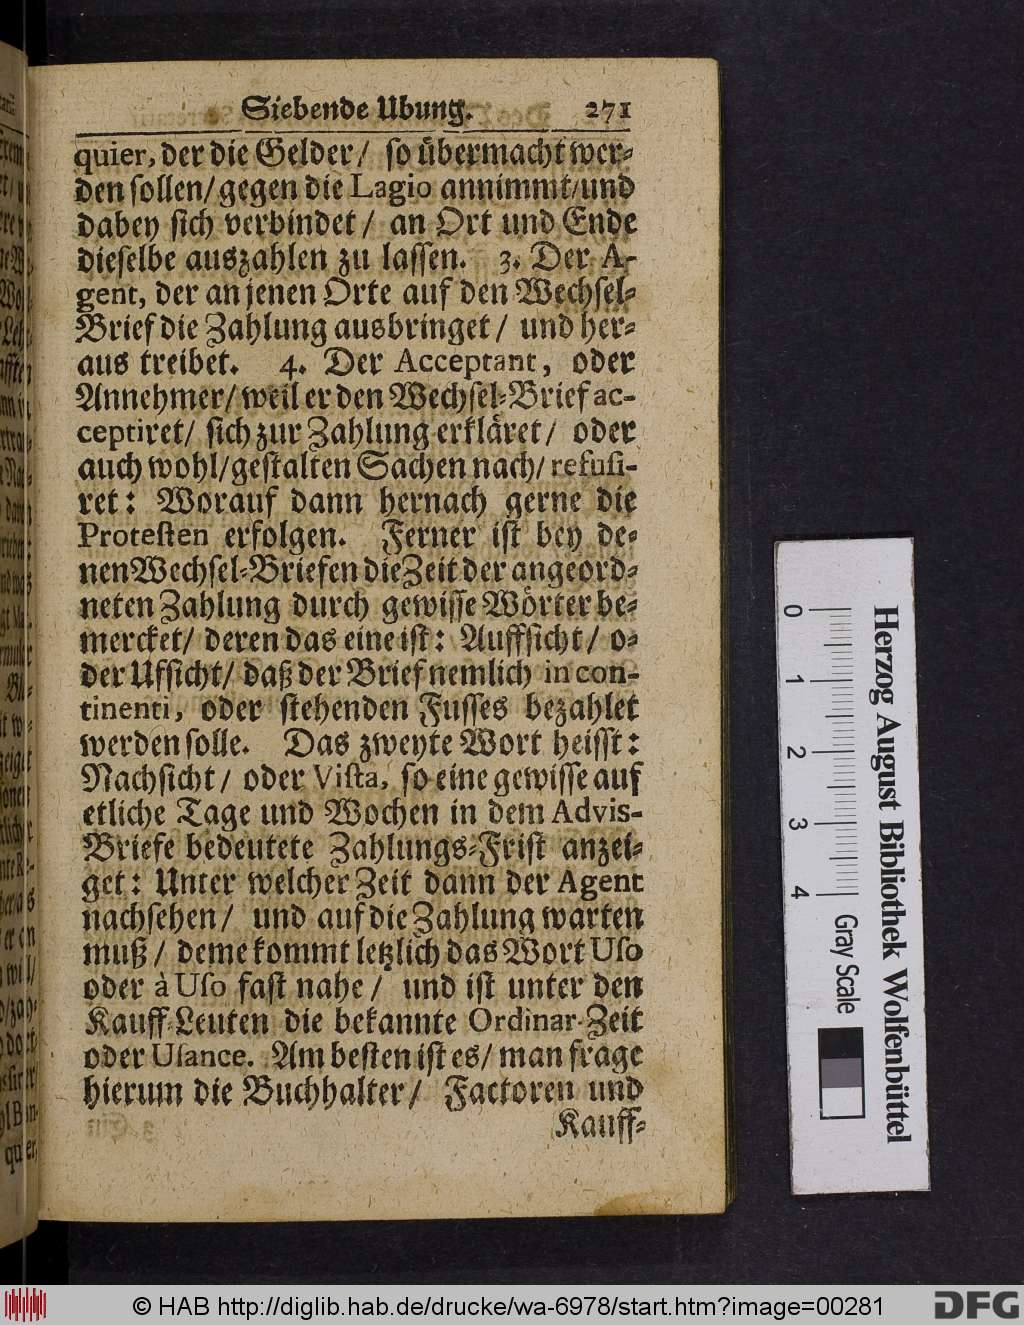 Siebende Ubung. 271
quier, der die Gelder / so übermacht wer-
den sollen / gegen die Lagio annimmt / und
dabey sich verbindet / an Ort und Ende
dieselbe auszahlen zu lassen. 3. Der A-
gent, der an jenen Orte auf den Wechsel-
Brief die Zahlung ausbringet / und her-
aus treibet. 4. Der Acceptant, oder
Annehmer / weil er den Wechsel-Brief ac-
ceptiret / sich zur Zahlung erkläret / oder
auch wohl / gestalten Sachen nach / refusi-
ret: Worauf dann hernach gerne die
Protesten erfolgen. Ferner ist bey de-
nen Wechsel-Briefen die Zeit der angeord-
neten Zahlung durch gewisse Wörter be-
mercket / deren das eine ist: Auffsicht / o-
der Ufsicht / daß der Brief nemlich in con-
tinenti, oder stehenden Fusses bezahlet
werden solle. Das zweyte Wort heisst:
Nachsicht / oder Vista, so eine gewisse auf
etliche Tage und Wochen in dem Advis-
Briefe bedeutete Zahlungs-Frist anzei-
get: Unter welcher Zeit dann der Agent
nachsehen / und auf die Zahlung warten
muß / deme kommt letzlich das Wort Uso
oder à Uso fast nahe / und ist unter den
Kauff-Leuten die bekannte Ordinar-Zeit
oder Usance. Am besten ist es / man frage
hierum die Buchhalter / Factoren und
Kauff-
0 1 2 3 4
Gray Scale
Herzog August Bibliothek Wolfenbüttel
© HAB http://diglib.hab.de/drucke/wa-6978/start.htm?image=00281
DFG